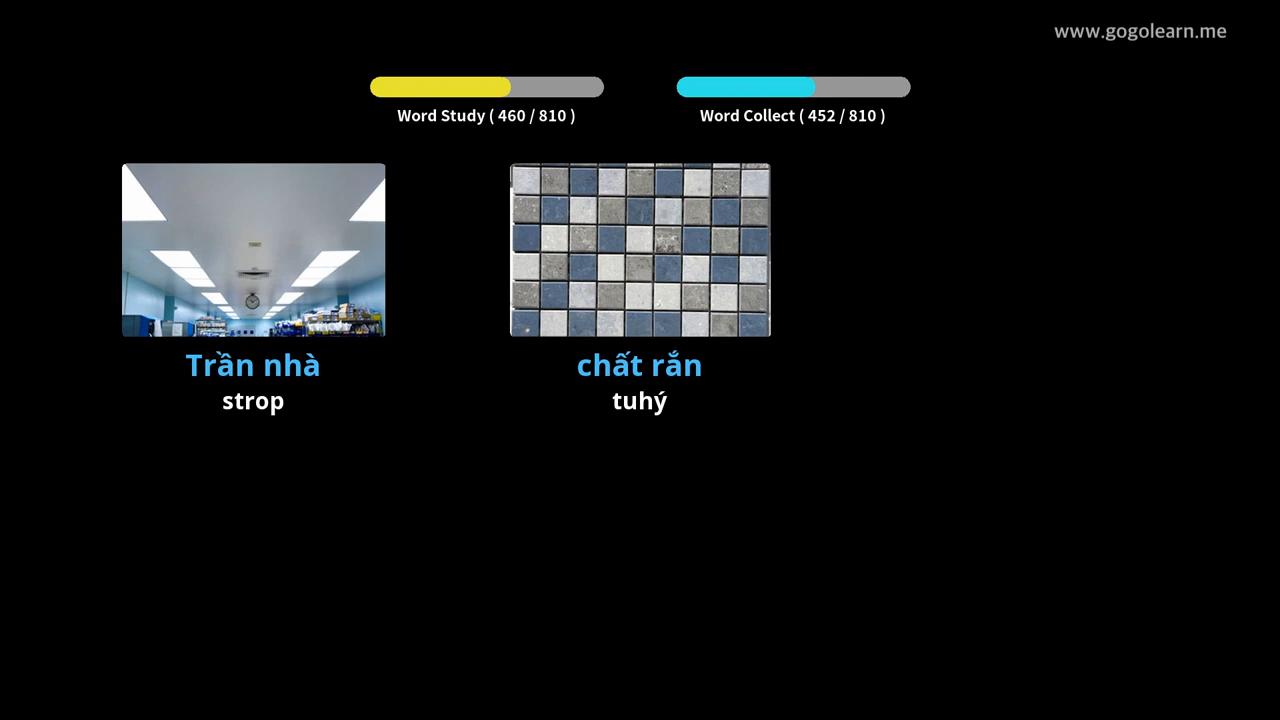 www.gogolearn.me
Word Study ( 460 / 810 )
Word Collect ( 452 / 810 )
Trần nhà
strop
chất rắn
tuhý